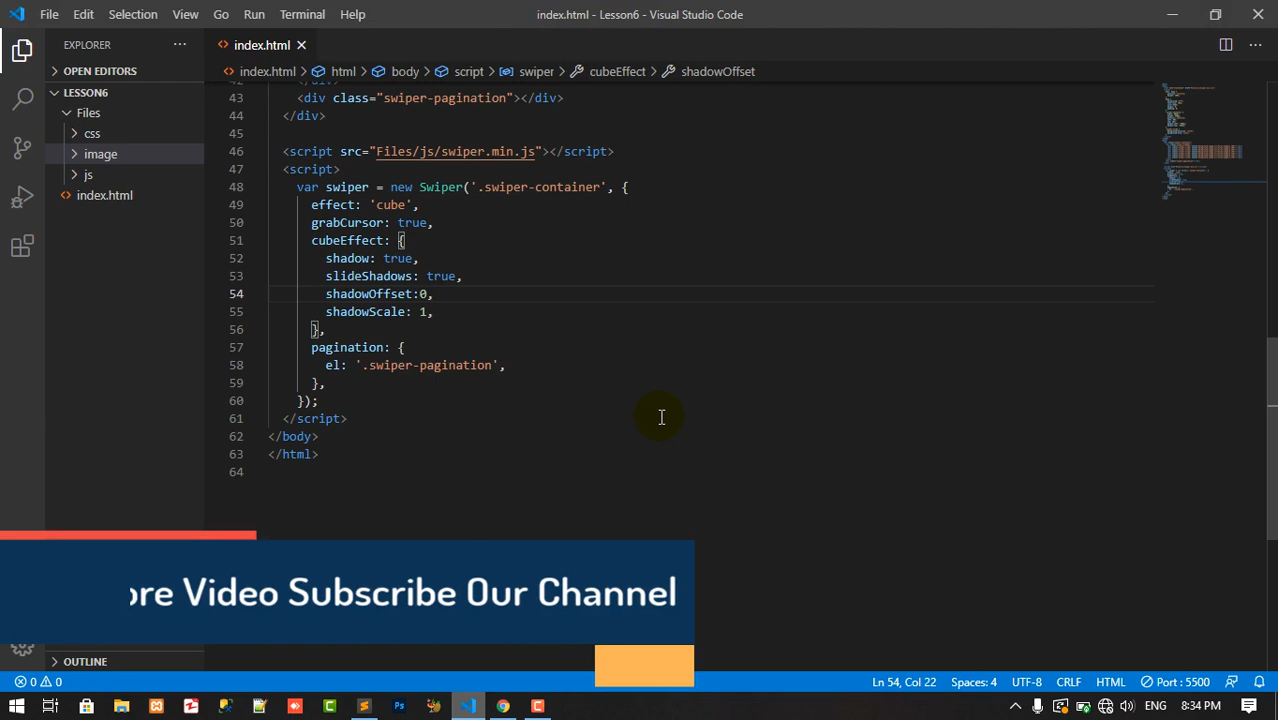 File Edit Selection View Go Run Terminal Help
index.html - Lesson6 - Visual Studio Code
EXPLORER
OPEN EDITORS
LESSON6
Files
css
image
js
index.html
OUTLINE
index.html
index.html html body script swiper cubeEffect shadowOffset
43 <div class="swiper-pagination"></div>
44 </div>
45
46 <script src="Files/js/swiper.min.js"></script>
47 <script>
48 var swiper = new Swiper('.swiper-container', {
49 effect: 'cube',
50 grabCursor: true,
51 cubeEffect: {
52 shadow: true,
53 slideShadows: true,
54 shadowOffset:0,
55 shadowScale: 1,
56 },
57 pagination: {
58 el: '.swiper-pagination',
59 },
60 });
61 </script>
62 </body>
63 </html>
64
Video Subscribe Our Channel
0 0
Ln 54, Col 22 Spaces: 4 UTF-8 CRLF HTML Port : 5500
ENG 8:34 PM